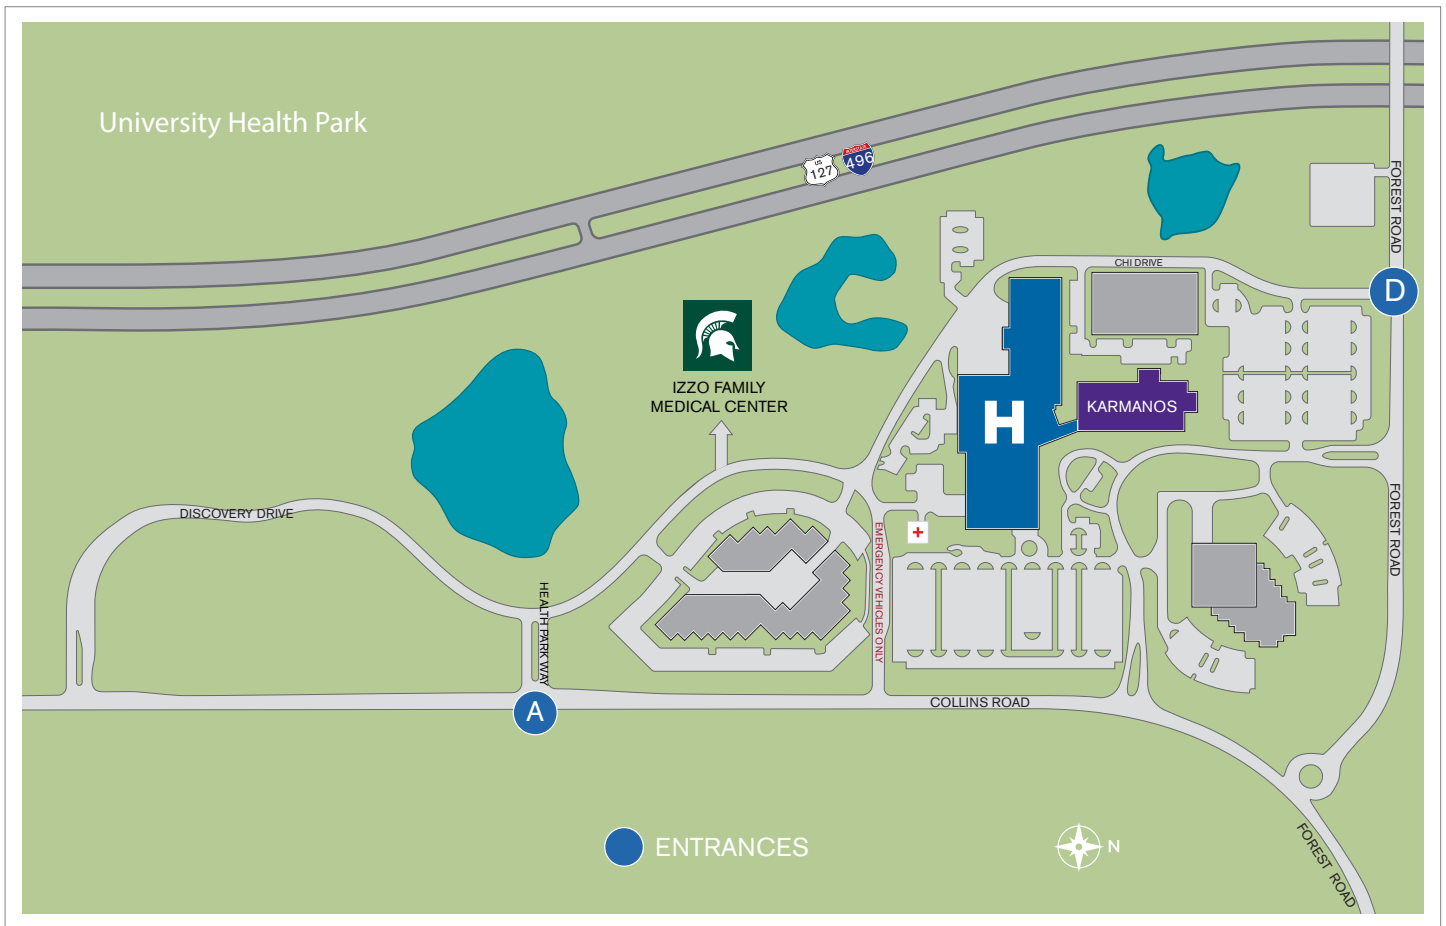 University Health Park
US
127
496
FOREST ROAD
CHI DRIVE
D
IZZO FAMILY
MEDICAL CENTER
H
KARMANOS
DISCOVERY DRIVE
EMERGENCY VEHICLES ONLY
FOREST ROAD
HEALTH PARK WAY
A
COLLINS ROAD
ENTRANCES
N
FOREST ROAD